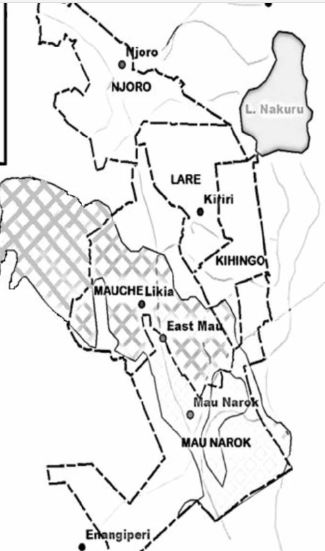 Njoro
NJORO
L. Nakuru
LARE
Kiriri
KIHINGO
MAUCHE Likia
East Mau
Mau Narok
MAU NAROK
Enangiperi